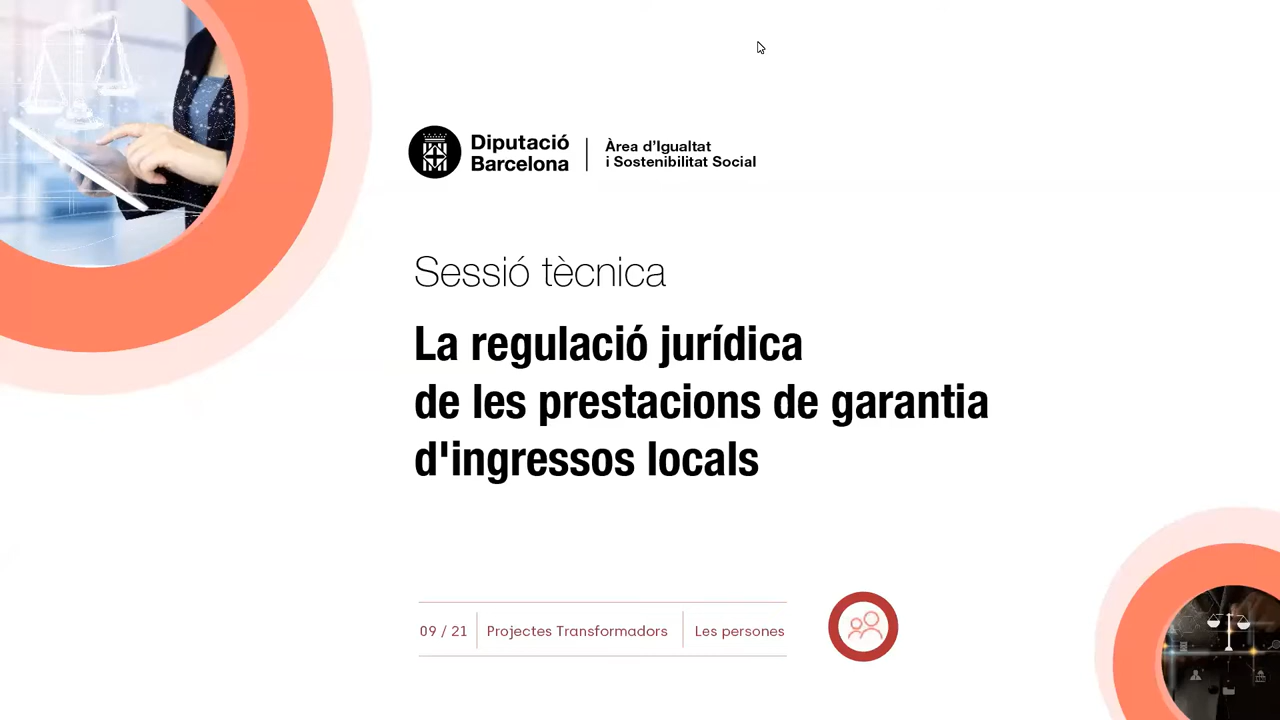 Diputació
Barcelona
Àrea d'Igualtat
i Sostenibilitat Social
Sessió tècnica
La regulació jurídica
de les prestacions de garantia
d'ingressos locals
09 / 21 Projectes Transformadors Les persones